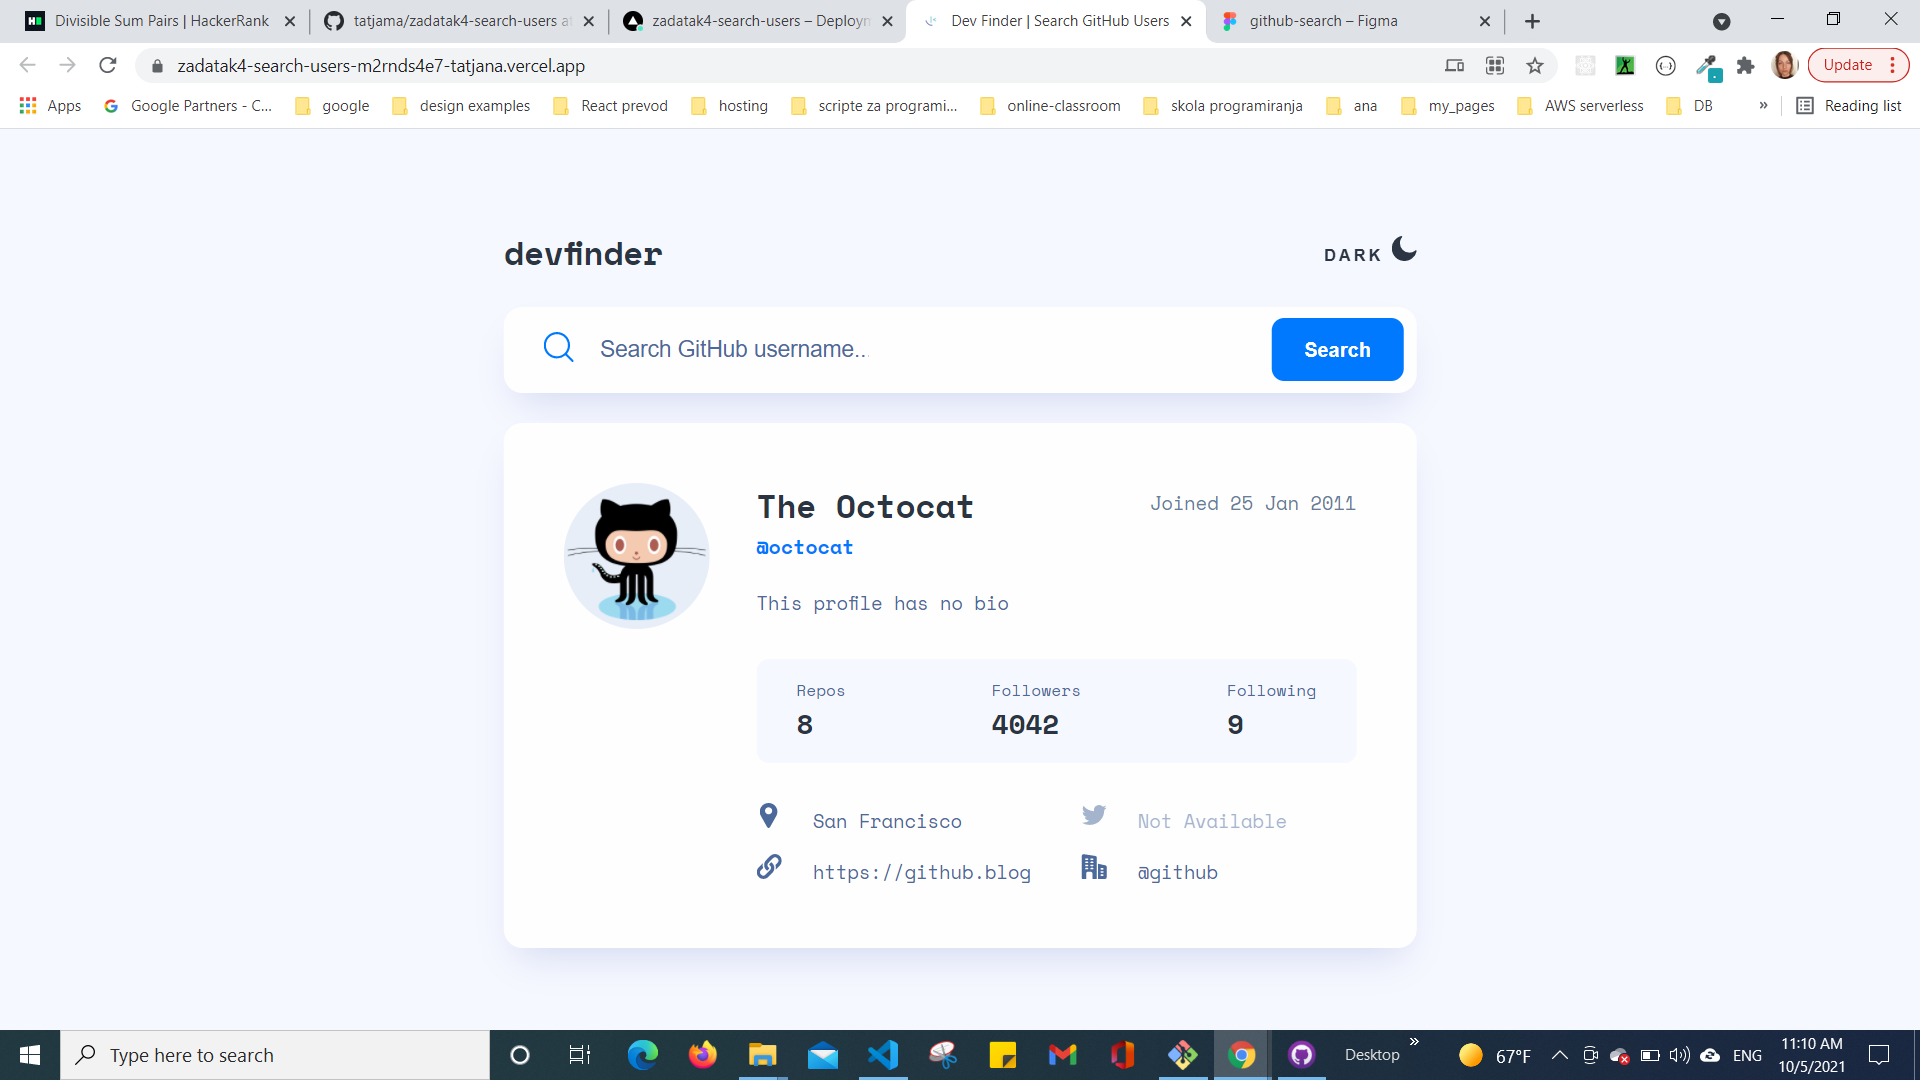 Divisible Sum Pairs | HackerRank
tatjama/zadatak4-search-users a
zadatak4-search-users – Deployn
Dev Finder | Search GitHub Users
github-search – Figma
zadatak4-search-users-m2rnds4e7-tatjana.vercel.app
Update
Apps
Google Partners - C...
google
design examples
React prevod
hosting
scripte za programi...
online-classroom
skola programiranja
ana
my_pages
AWS serverless
DB
»
Reading list
devfinder
DARK
Search GitHub username...
Search
The Octocat
Joined 25 Jan 2011
@octocat
This profile has no bio
Repos
Followers
Following
8
4042
9
San Francisco
Not Available
https://github.blog
@github
Type here to search
Desktop
»
67°F
ENG
11:10 AM
10/5/2021